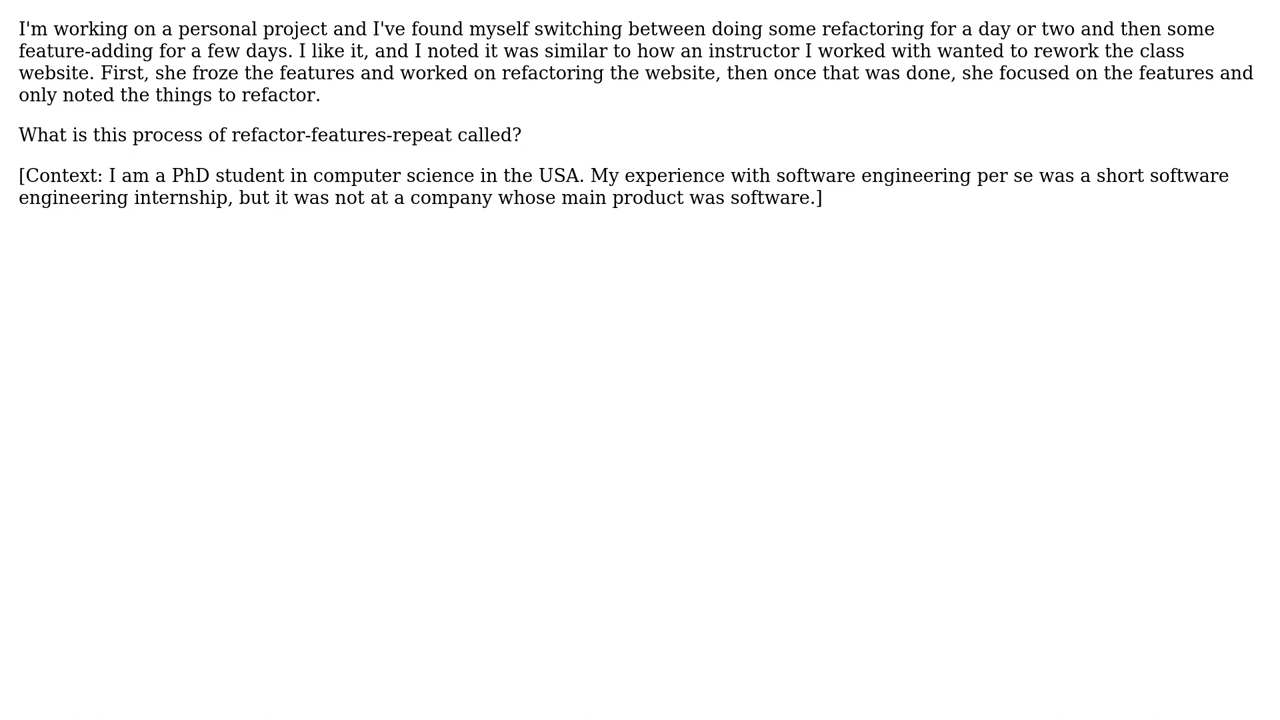 I'm working on a personal project and I've found myself switching between doing some refactoring for a day or two and then some
feature-adding for a few days. I like it, and I noted it was similar to how an instructor I worked with wanted to rework the class
website. First, she froze the features and worked on refactoring the website, then once that was done, she focused on the features and
only noted the things to refactor.
What is this process of refactor-features-repeat called?
[Context: I am a PhD student in computer science in the USA. My experience with software engineering per se was a short software
engineering internship, but it was not at a company whose main product was software.]